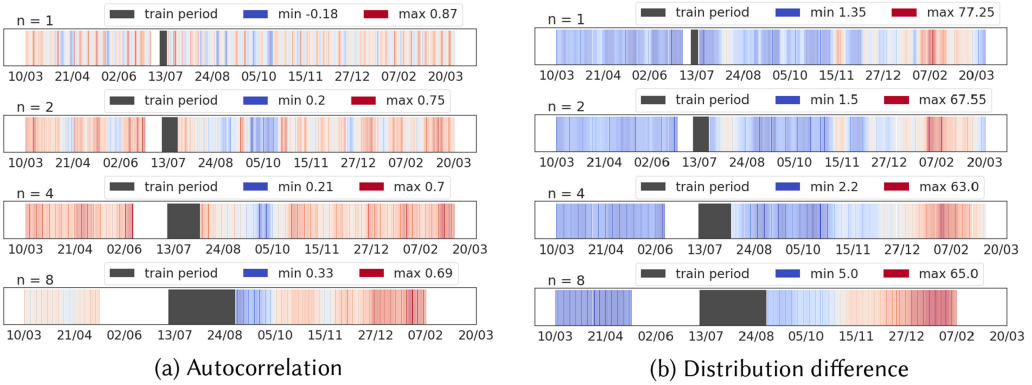 n = 1
train period min -0.18 max 0.87
10/03 21/04 02/06 13/07 24/08 05/10 15/11 27/12 07/02 20/03
n = 2
train period min 0.2 max 0.75
10/03 21/04 02/06 13/07 24/08 05/10 15/11 27/12 07/02 20/03
n = 4
train period min 0.21 max 0.7
10/03 21/04 02/06 13/07 24/08 05/10 15/11 27/12 07/02 20/03
n = 8
train period min 0.33 max 0.69
10/03 21/04 02/06 13/07 24/08 05/10 15/11 27/12 07/02 20/03
(a) Autocorrelation
n = 1
train period min 1.35 max 77.25
10/03 21/04 02/06 13/07 24/08 05/10 15/11 27/12 07/02 20/03
n = 2
train period min 1.5 max 67.55
10/03 21/04 02/06 13/07 24/08 05/10 15/11 27/12 07/02 20/03
n = 4
train period min 2.2 max 63.0
10/03 21/04 02/06 13/07 24/08 05/10 15/11 27/12 07/02 20/03
n = 8
train period min 5.0 max 65.0
10/03 21/04 02/06 13/07 24/08 05/10 15/11 27/12 07/02 20/03
(b) Distribution difference